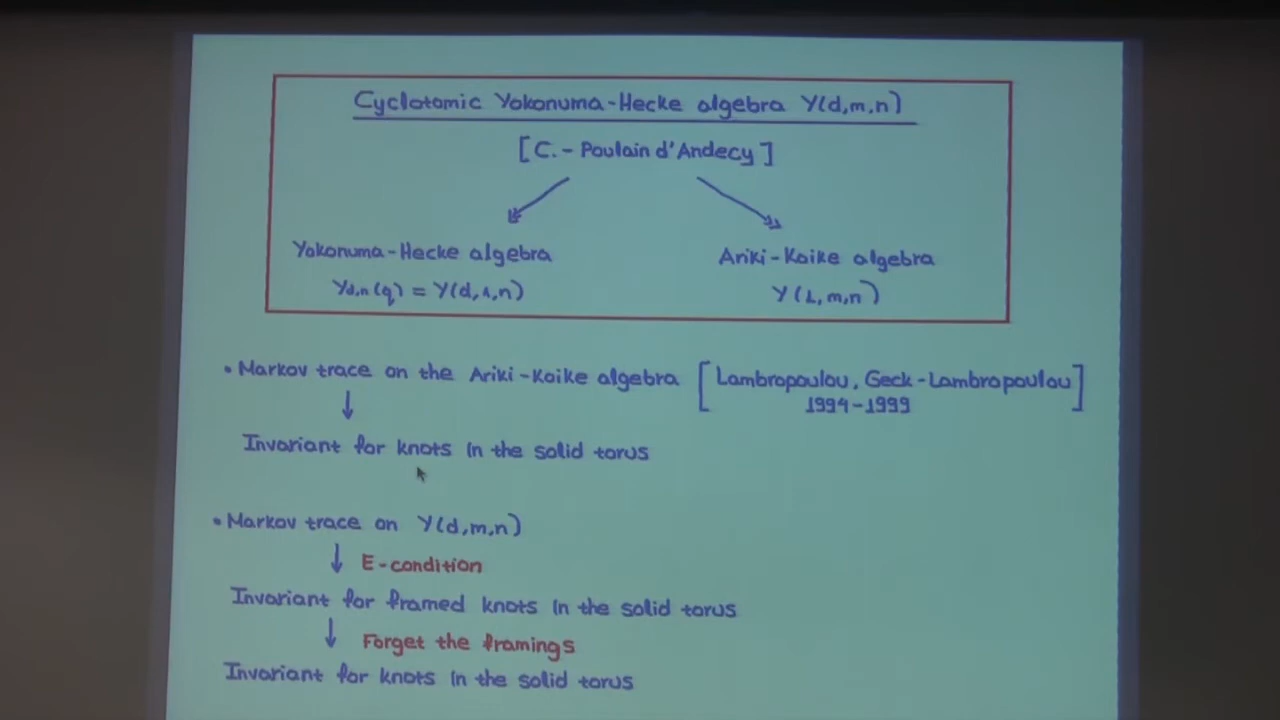 Cyclotomic Yokonuma-Hecke algebra Y(d,m,n)
[C.- Poulain d'Andecy]
Yokonuma-Hecke algebra
Ariki-Koike algebra
Yd,n(q) = Y(d,1,n)
Y(1,m,n)
• Markov trace on the Ariki-Koike algebra [Lambropoulou, Geck-Lambropoulou]
1994-1999
Invariant for knots in the solid torus
• Markov trace on Y(d,m,n)
E-condition
Invariant for framed knots in the solid torus
Forget the framings
Invariant for knots in the solid torus